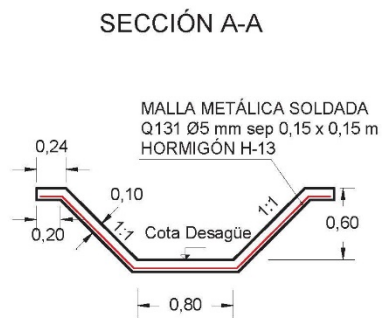 SECCIÓN A-A
MALLA METÁLICA SOLDADA
Q131 Ø5 mm sep 0,15 x 0,15 m
HORMIGÓN H-13
0,24
0,10
1:1
1:1
0,20
Cota Desagüe
0,60
0,80